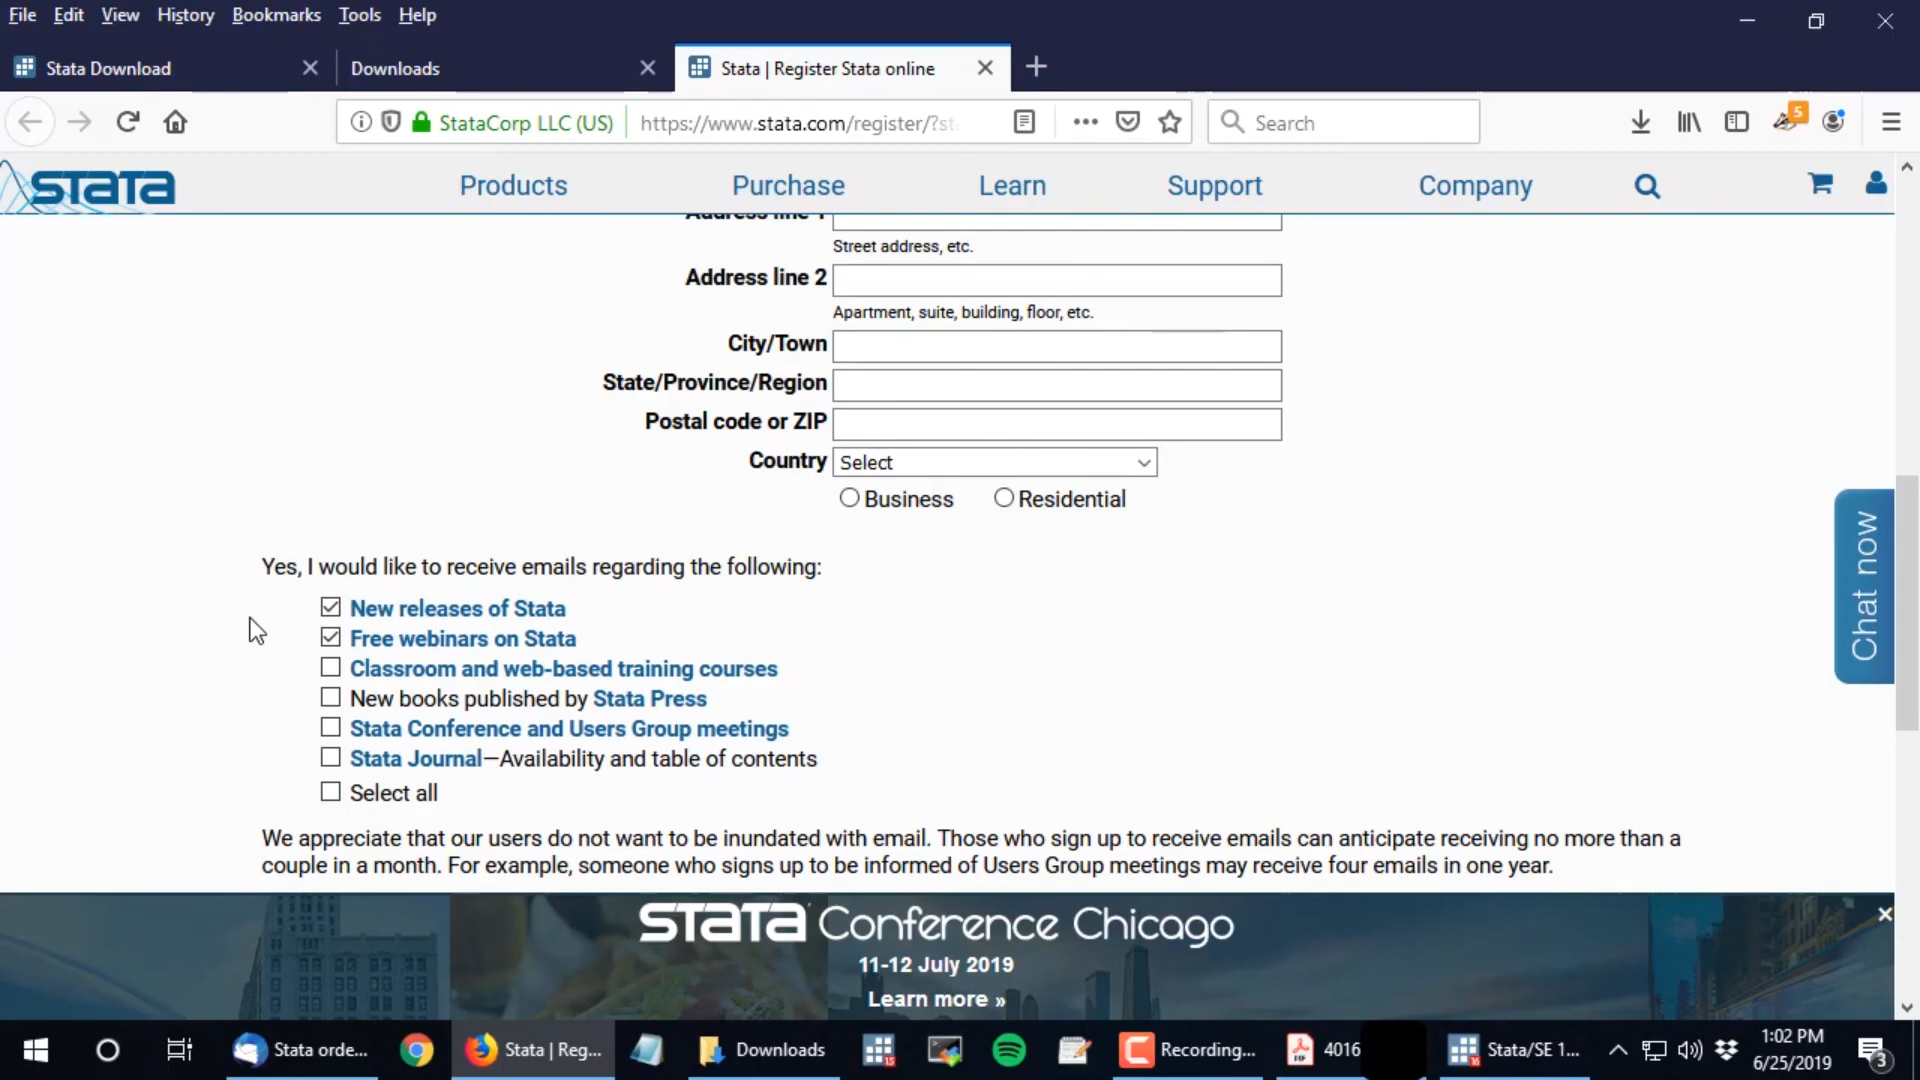 File Edit View History Bookmarks Tools Help
Stata Download
Downloads
Stata | Register Stata online
StataCorp LLC (US)
https://www.stata.com/register/?st
Search
5
stata
Products
Purchase
Learn
Support
Company
Address line 1
Street address, etc.
Address line 2
Apartment, suite, building, floor, etc.
City/Town
State/Province/Region
Postal code or ZIP
Country
Select
Business
Residential
Chat now
Yes, I would like to receive emails regarding the following:
New releases of Stata
Free webinars on Stata
Classroom and web-based training courses
New books published by Stata Press
Stata Conference and Users Group meetings
Stata Journal—Availability and table of contents
Select all
We appreciate that our users do not want to be inundated with email. Those who sign up to receive emails can anticipate receiving no more than a
couple in a month. For example, someone who signs up to be informed of Users Group meetings may receive four emails in one year.
stata Conference Chicago
11-12 July 2019
Learn more »
Stata orde...
Stata | Reg...
Downloads
15
Recording...
4016
16
Stata/SE 1...
1:02 PM
6/25/2019
3